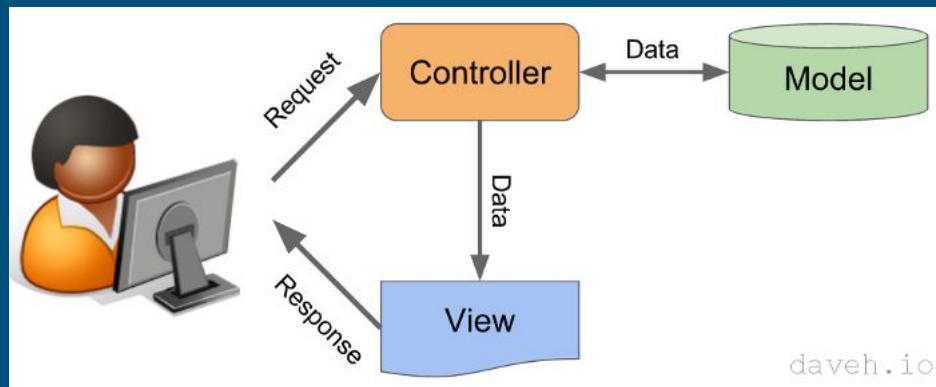 Request
Controller
Data
Model
Data
Response
View
daveh.io